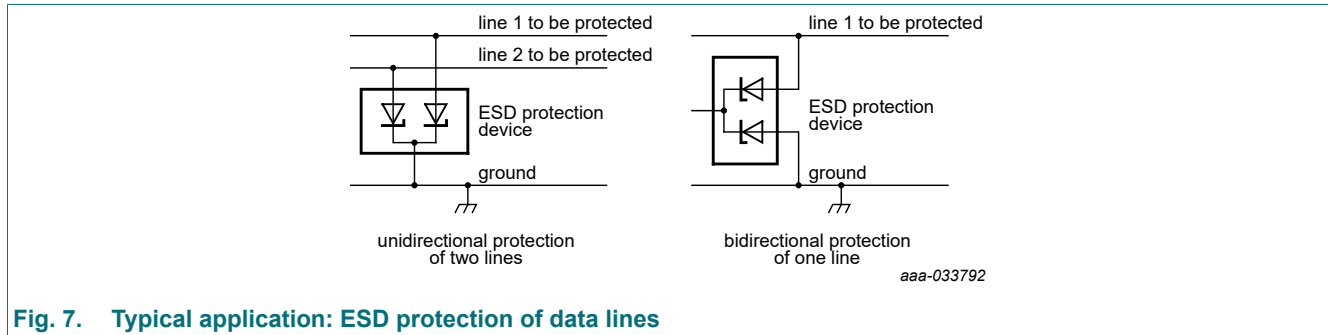 line 1 to be protected
line 2 to be protected
ESD protection
device
ground
unidirectional protection
of two lines
line 1 to be protected
ESD protection
device
ground
bidirectional protection
of one line
aaa-033792
Fig. 7. Typical application: ESD protection of data lines